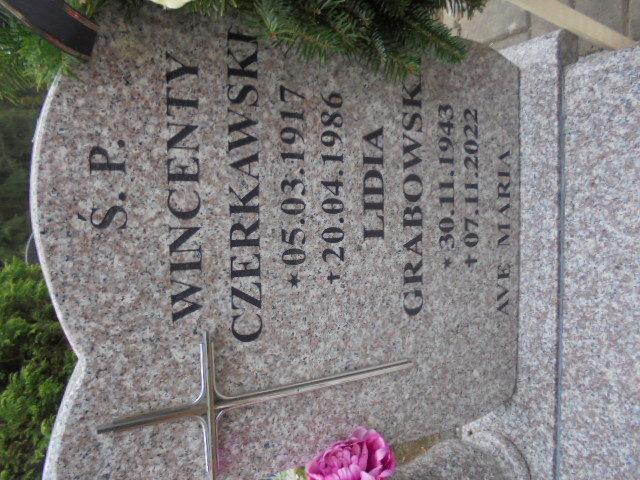 Ś. P.
WINCENTY
CZERKAWSKI
*05.03.1917
+20.04.1986
LIDIA
GRABOWSKA
*30.11.1943
+07.11.2022
AVE MARIA